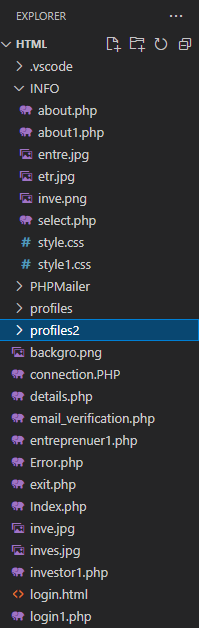 EXPLORER
HTML
.vscode
INFO
about.php
about1.php
entre.jpg
etr.jpg
inve.png
select.php
style.css
style1.css
PHPMailer
profiles
profiles2
backgro.png
connection.PHP
details.php
email_verification.php
entreprenuer1.php
Error.php
exit.php
Index.php
inve.jpg
inves.jpg
investor1.php
login.html
login1.php